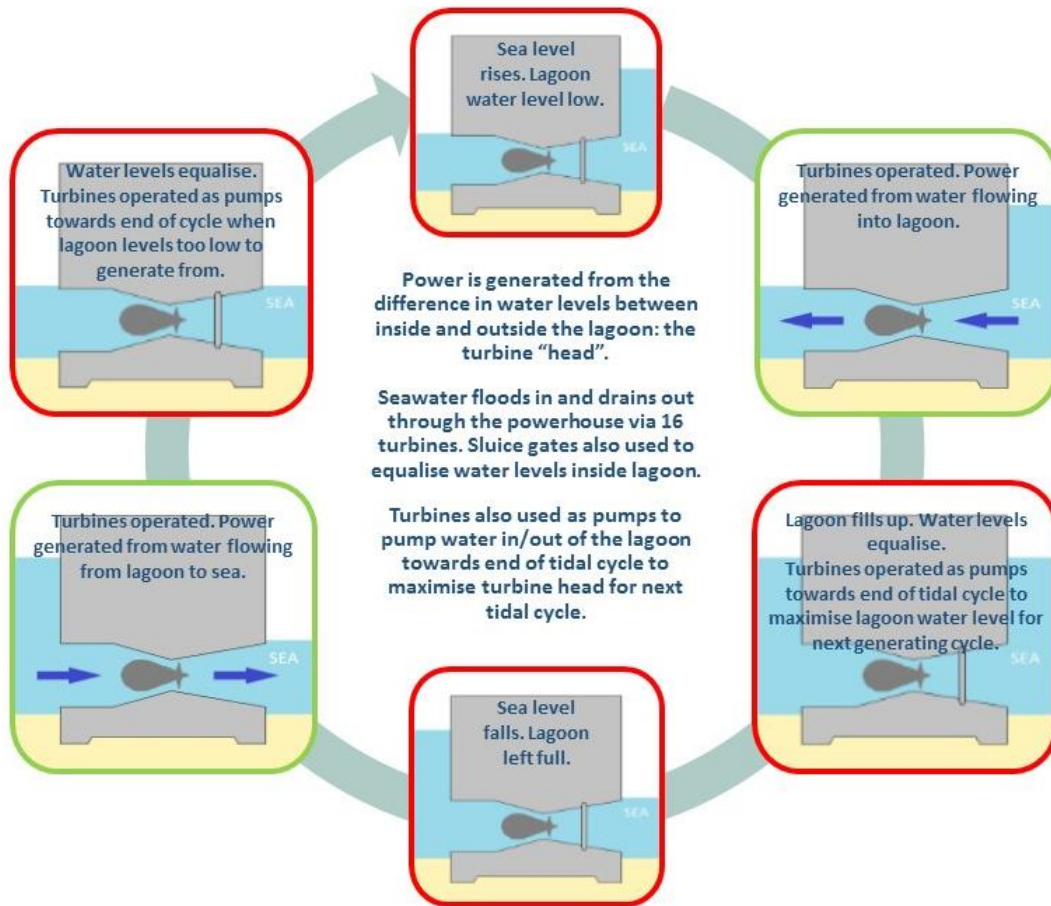 Sea level
rises. Lagoon
water level low.
SEA
Turbines operated. Power
generated from water flowing
into lagoon.
SEA
Lagoon fills up. Water levels
equalise.
Turbines operated as pumps
towards end of tidal cycle to
maximise lagoon water level for
next generating cycle.
SEA
Sea level
falls. Lagoon
left full.
SEA
Turbines operated. Power
generated from water flowing
from lagoon to sea.
SEA
Water levels equalise.
Turbines operated as pumps
towards end of cycle when
lagoon levels too low to
generate from.
SEA
Power is generated from the
difference in water levels between
inside and outside the lagoon: the
turbine “head”.
Seawater floods in and drains out
through the powerhouse via 16
turbines. Sluice gates also used to
equalise water levels inside lagoon.
Turbines also used as pumps to
pump water in/out of the lagoon
towards end of tidal cycle to
maximise turbine head for next
tidal cycle.